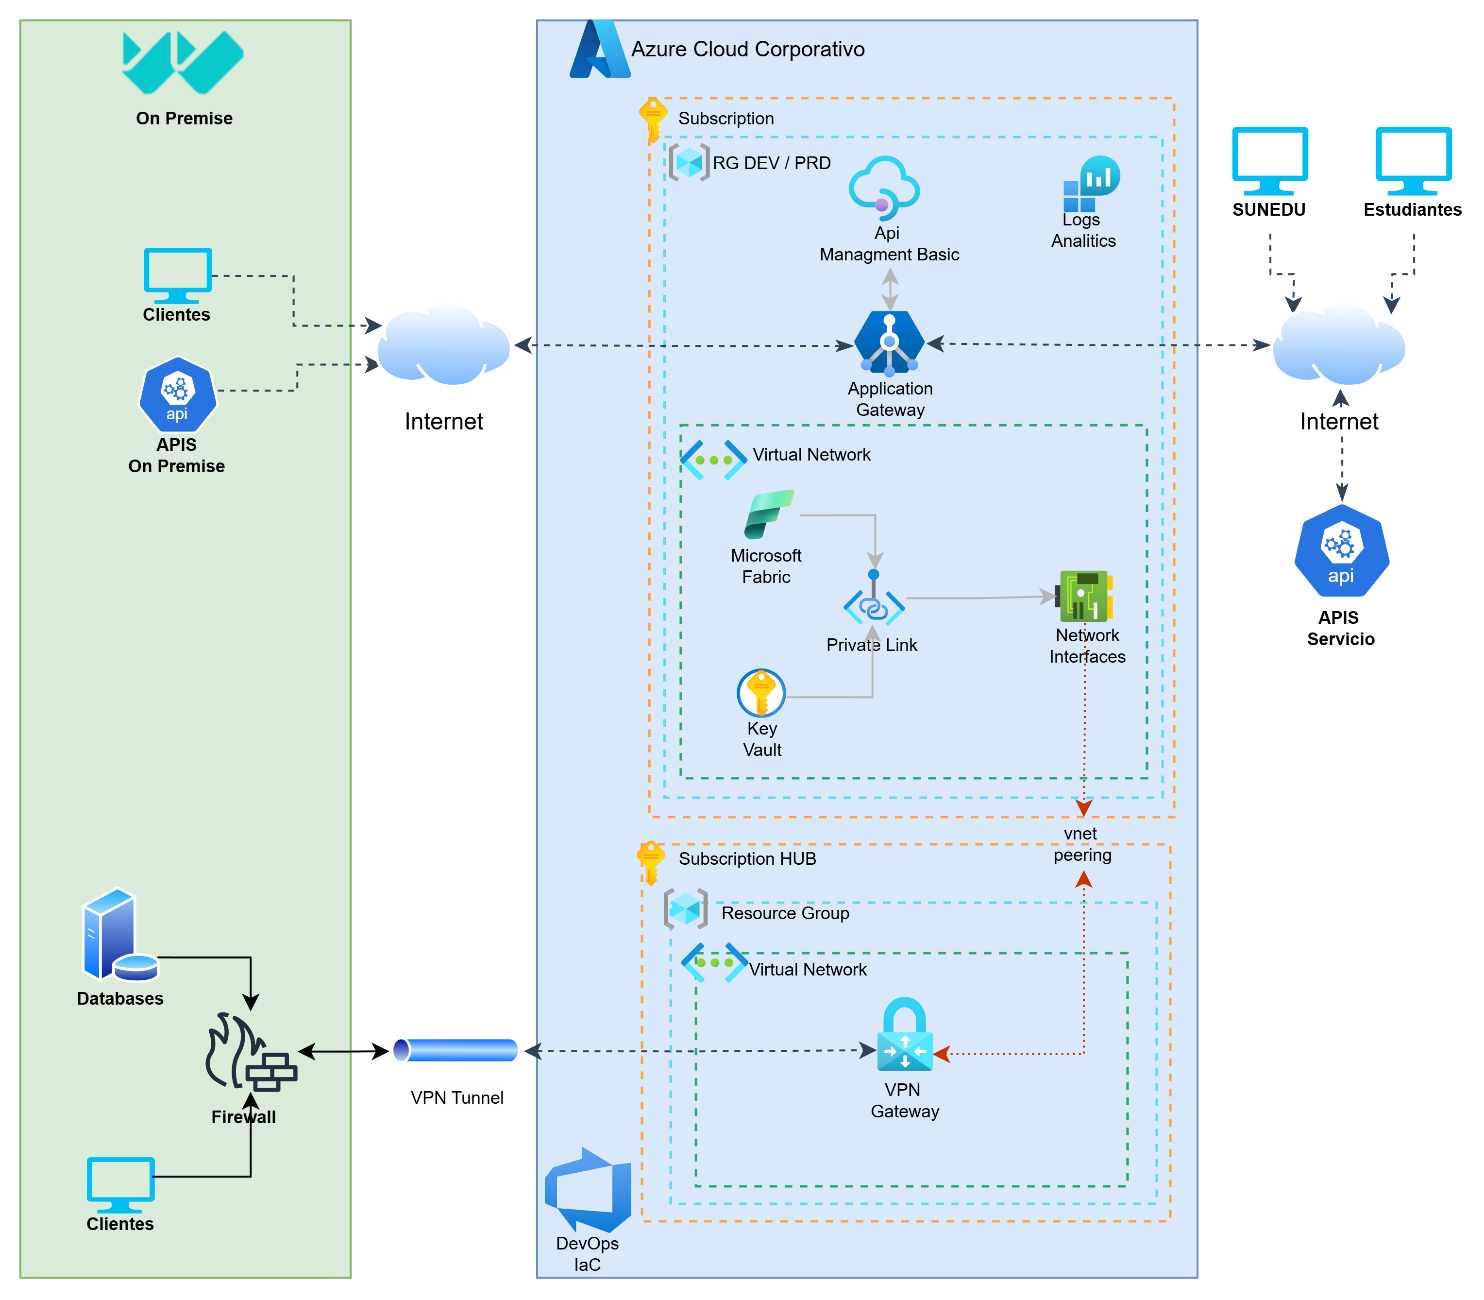 On Premise
Clientes
api
APIS
On Premise
Databases
Firewall
Clientes
Internet
VPN Tunnel
Azure Cloud Corporativo
Subscription
RG DEV / PRD
Api
Managment Basic
Logs
Analitics
Application
Gateway
Virtual Network
Microsoft
Fabric
Private Link
Network
Interfaces
Key
Vault
vnet
peering
Subscription HUB
Resource Group
Virtual Network
VPN
Gateway
DevOps
IaC
SUNEDU
Estudiantes
Internet
api
APIS
Servicio